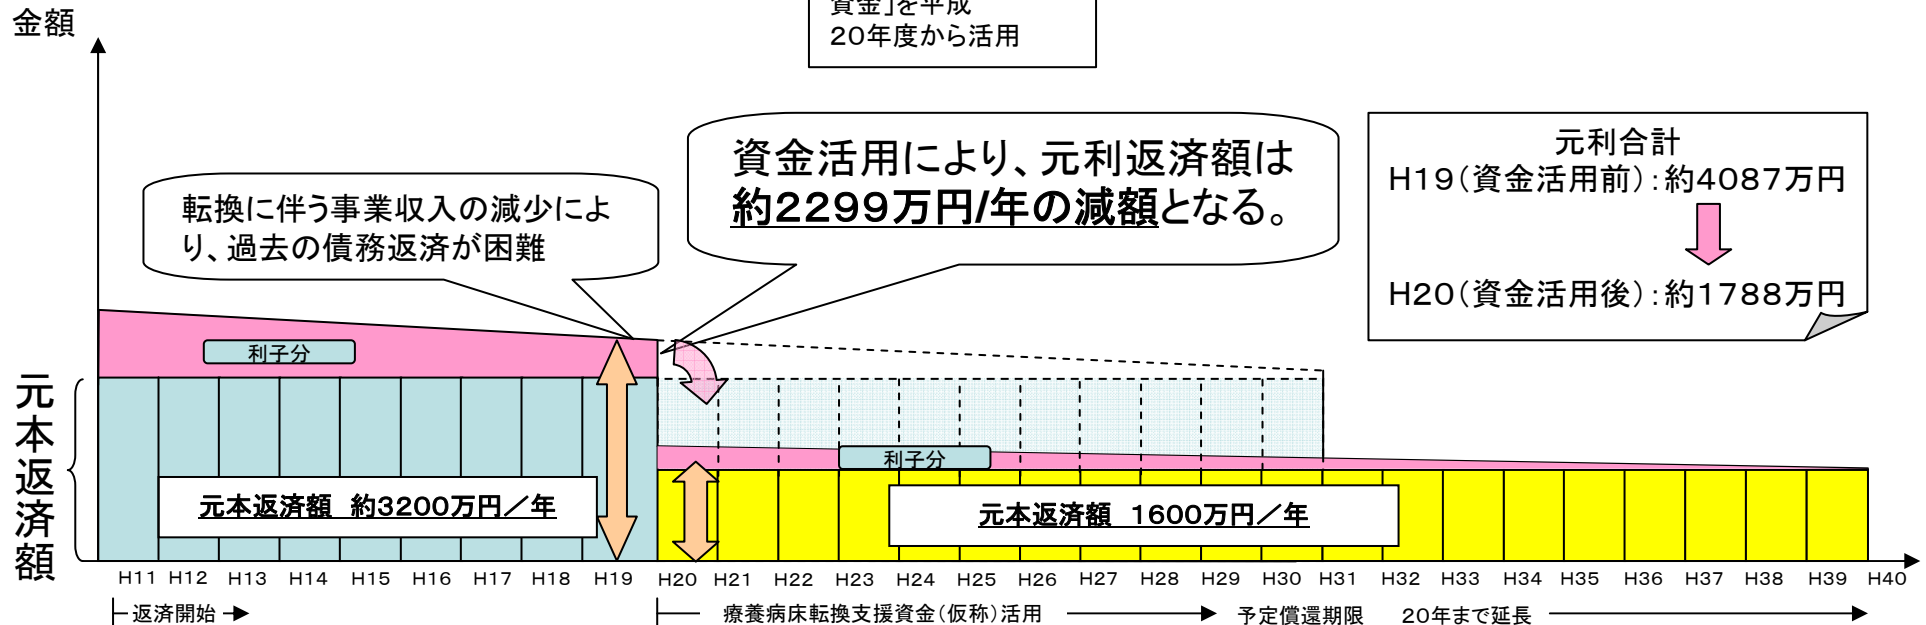 金額
資金」を平成
20年度から活用
転換に伴う事業収入の減少によ
り、過去の債務返済が困難
資金活用により、元利返済額は
約2299万円/年の減額となる。
元利合計
H19(資金活用前):約4087万円
H20(資金活用後):約1788万円
利子分
利子分
元本返済額
元本返済額 約3200万円/年
元本返済額 1600万円/年
H11 H12 H13 H14 H15 H16 H17 H18 H19 H20 H21 H22 H23 H24 H25 H26 H27 H28 H29 H30 H31 H32 H33 H34 H35 H36 H37 H38 H39 H40
返済開始
療養病床転換支援資金(仮称)活用
予定償還期限 20年まで延長